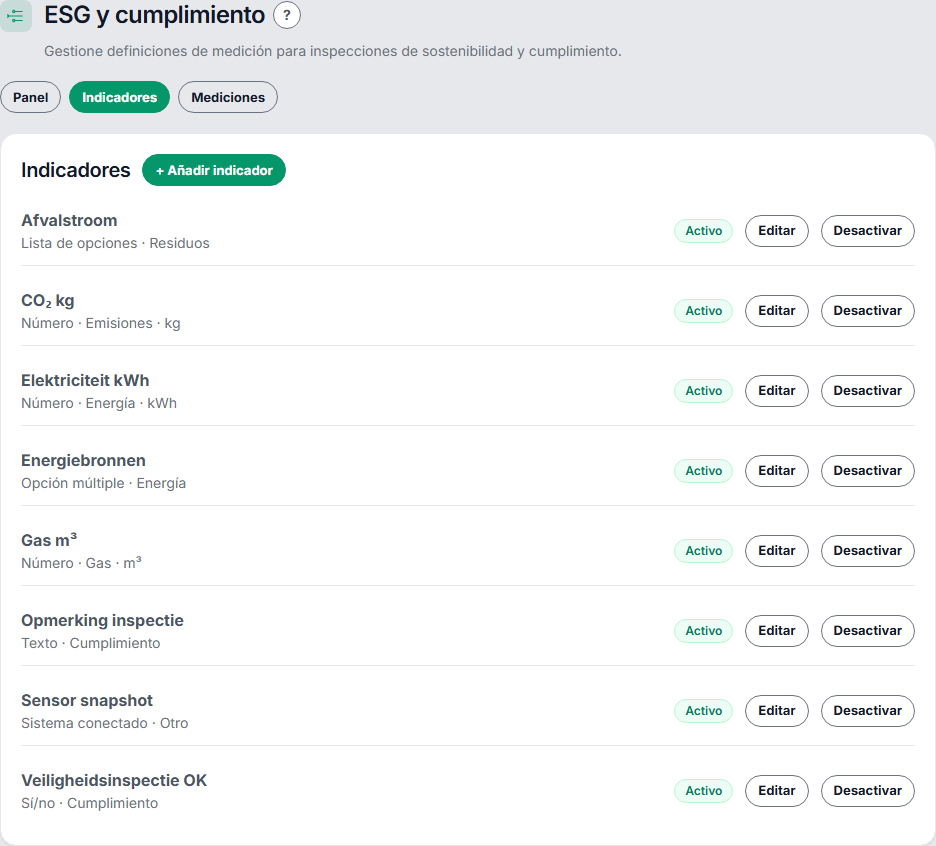 ESG y cumplimiento ?
Gestione definiciones de medición para inspecciones de sostenibilidad y cumplimiento.
Panel Indicadores Mediciones
Indicadores + Añadir indicador
Afvalstroom
Lista de opciones · Residuos
Activo Editar Desactivar
CO₂ kg
Número · Emisiones · kg
Activo Editar Desactivar
Elektriciteit kWh
Número · Energía · kWh
Activo Editar Desactivar
Energiebronnen
Opción múltiple · Energía
Activo Editar Desactivar
Gas m³
Número · Gas · m³
Activo Editar Desactivar
Opmerking inspectie
Texto · Cumplimiento
Activo Editar Desactivar
Sensor snapshot
Sistema conectado · Otro
Activo Editar Desactivar
Veiligheidsinspectie OK
Sí/no · Cumplimiento
Activo Editar Desactivar